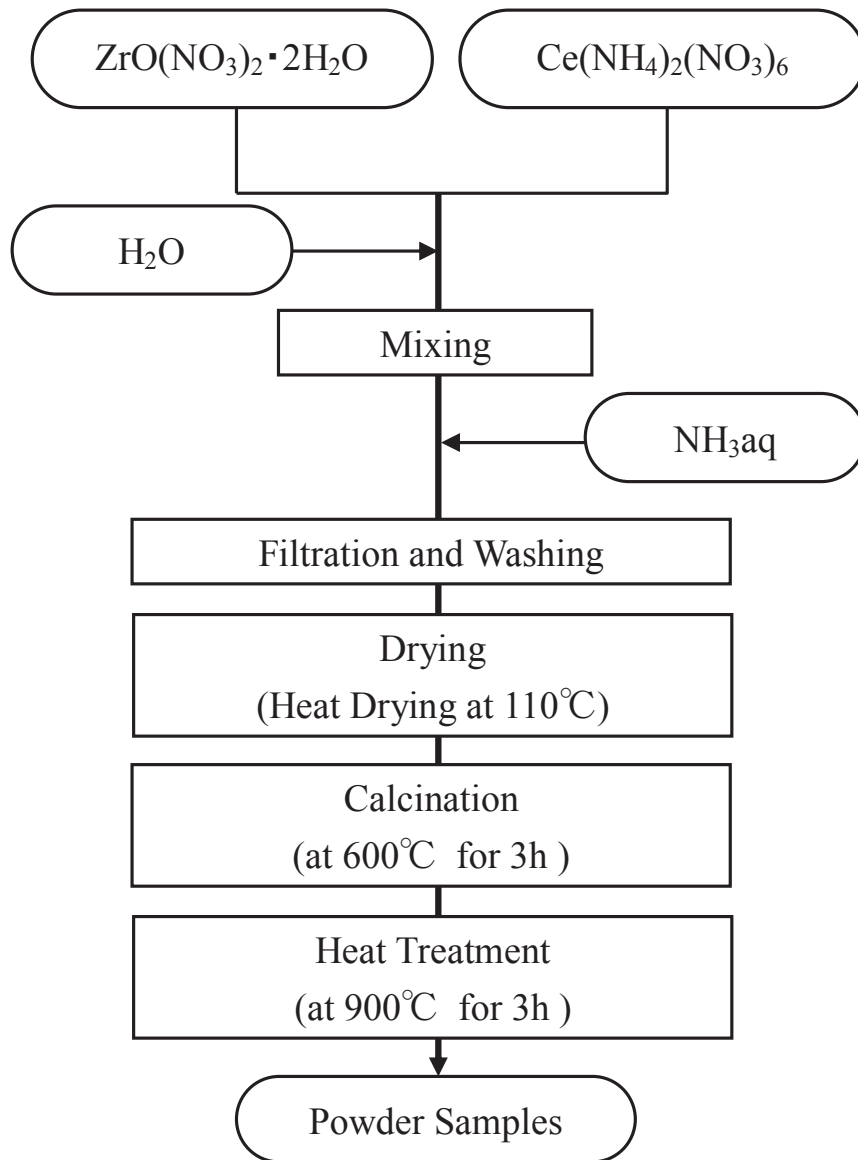 ZrO(NO₃)₂·2H₂O
Ce(NH₄)₂(NO₃)₆
H₂O
Mixing
NH₃aq
Filtration and Washing
Drying
(Heat Drying at 110℃)
Calcination
(at 600℃ for 3h )
Heat Treatment
(at 900℃ for 3h )
Powder Samples